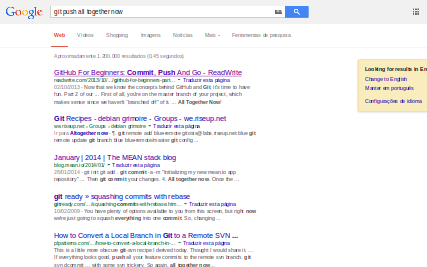 Google git push all together now
Web Vídeos Shopping Imagens Notícias Mais Ferramentas de pesquisa
Aproximadamente 1.200.000 resultados (0,45 segundos)
GitHub For Beginners: Commit, Push And Go - ReadWrite
readwrite.com/2013/10/.../github-for-beginners-part... Traduzir esta página
02/10/2013 - Now that we know the concepts behind GitHub and Git, it's time to have
fun. Part 2 of our ... First of all, you're on the master branch of your project, which
makes sense since we haven't "branched off" of it ... All Together Now!
Git Recipes - debian grimoire - Groups - we.riseup.net
we.riseup.net › Groups › debian grimoire Traduzir esta página
Ir para Altogether now - ¶. git remote add blue-emote
remote update git branch blue blue-emote/main git config ...
January | 2014 | The MEAN stack blog
blog.mean.io/2014/01/ Traduzir esta página
28/01/2014 - git init git add . git commit -a -m "Initializing my new mean.io app
repository" ... Then git commit your changes. 4. All together now. Once the ...
git ready » squashing commits with rebase
gitready.com/.../squashing-commits-with-rebase.htm... Traduzir esta página
10/02/2009 - You have plenty of options available to you from this screen, but right now
we're just going to squash everything into one commit. So, changing ...
How to Convert a Local Branch in Git to a Remote SVN ...
plpatterns.com/.../how-to-convert-a-local-branch-in-... Traduzir esta página
This is a little more obscure git-svn recipe I derived today. Thought I would share it. ...
If everything looks good, push all your feature commits to the remote svn branch. git
svn dcommit ... with some svn trickery. So again, all together now...
Looking for results in En
Change to English
Manter em português
Configurações de idioma